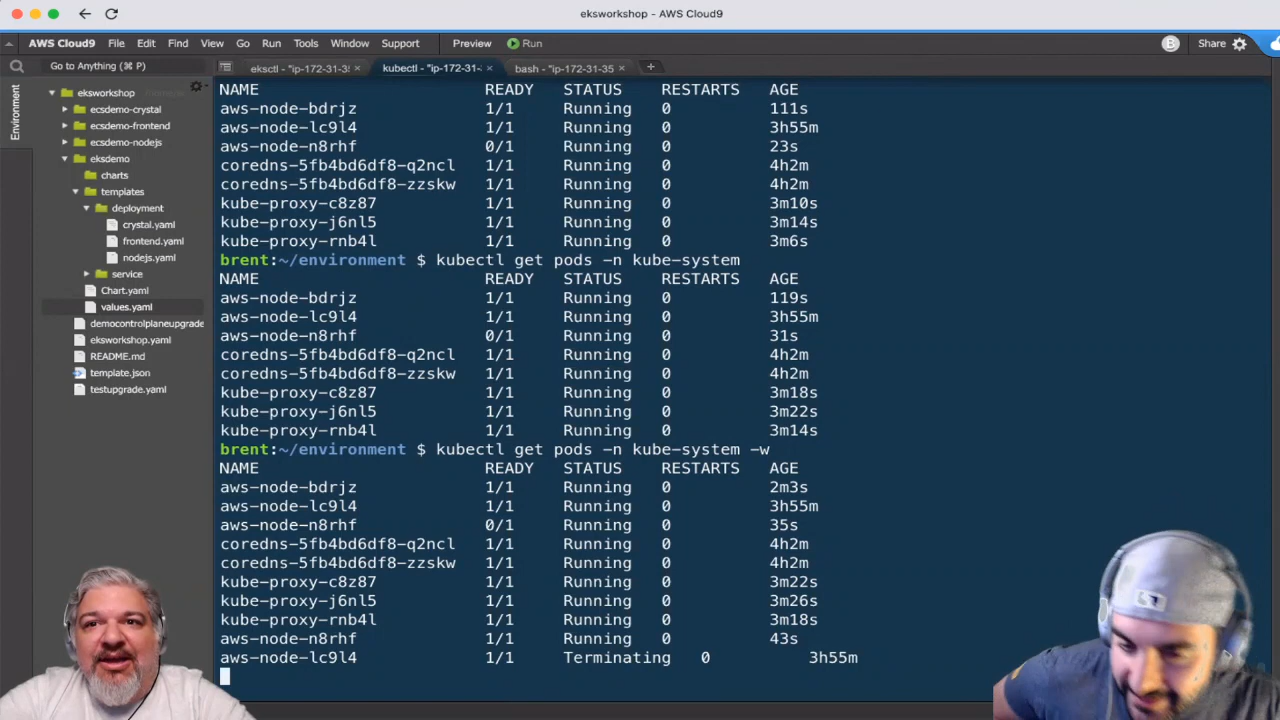 eksworkshop - AWS Cloud9
AWS Cloud9 File Edit Find View Go Run Tools Window Support Preview Run B Share
Go to Anything (⌘ P)
eksctl - "ip-172-31-35 × kubectl - "ip-172-31-: × bash - "ip-172-31-35 ×
Environment
eksworkshop
ecsdemo-crystal
ecsdemo-frontend
ecsdemo-nodejs
eksdemo
charts
templates
deployment
crystal.yaml
frontend.yaml
nodejs.yaml
service
Chart.yaml
values.yaml
democontrolplaneupgrade
eksworkshop.yaml
README.md
template.json
testupgrade.yaml
NAME READY STATUS RESTARTS AGE
aws-node-bdrjz 1/1 Running 0 111s
aws-node-lc9l4 1/1 Running 0 3h55m
aws-node-n8rhf 0/1 Running 0 23s
coredns-5fb4bd6df8-q2ncl 1/1 Running 0 4h2m
coredns-5fb4bd6df8-zzskw 1/1 Running 0 4h2m
kube-proxy-c8z87 1/1 Running 0 3m10s
kube-proxy-j6nl5 1/1 Running 0 3m14s
kube-proxy-rnb4l 1/1 Running 0 3m6s
brent:~/environment $ kubectl get pods -n kube-system
NAME READY STATUS RESTARTS AGE
aws-node-bdrjz 1/1 Running 0 119s
aws-node-lc9l4 1/1 Running 0 3h55m
aws-node-n8rhf 0/1 Running 0 31s
coredns-5fb4bd6df8-q2ncl 1/1 Running 0 4h2m
coredns-5fb4bd6df8-zzskw 1/1 Running 0 4h2m
kube-proxy-c8z87 1/1 Running 0 3m18s
kube-proxy-j6nl5 1/1 Running 0 3m22s
kube-proxy-rnb4l 1/1 Running 0 3m14s
brent:~/environment $ kubectl get pods -n kube-system -w
NAME READY STATUS RESTARTS AGE
aws-node-bdrjz 1/1 Running 0 2m3s
aws-node-lc9l4 1/1 Running 0 3h55m
aws-node-n8rhf 0/1 Running 0 35s
coredns-5fb4bd6df8-q2ncl 1/1 Running 0 4h2m
coredns-5fb4bd6df8-zzskw 1/1 Running 0 4h2m
kube-proxy-c8z87 1/1 Running 0 3m22s
kube-proxy-j6nl5 1/1 Running 0 3m26s
kube-proxy-rnb4l 1/1 Running 0 3m18s
aws-node-n8rhf 1/1 Running 0 43s
aws-node-lc9l4 1/1 Terminating 0 3h55m